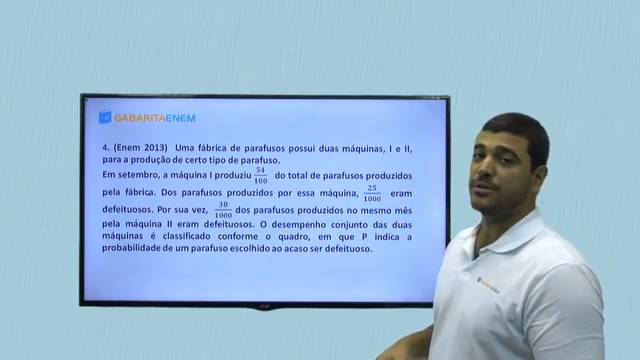 GABARITAENEM
4. (Enem 2013) Uma fábrica de parafusos possui duas máquinas, I e II,
para a produção de certo tipo de parafuso.
Em setembro, a máquina I produziu 54/100 do total de parafusos produzidos
pela fábrica. Dos parafusos produzidos por essa máquina, 25/1000 eram
defeituosos. Por sua vez, 38/1000 dos parafusos produzidos no mesmo mês
pela máquina II eram defeituosos. O desempenho conjunto das duas
máquinas é classificado conforme o quadro, em que P indica a
probabilidade de um parafuso escolhido ao acaso ser defeituoso.